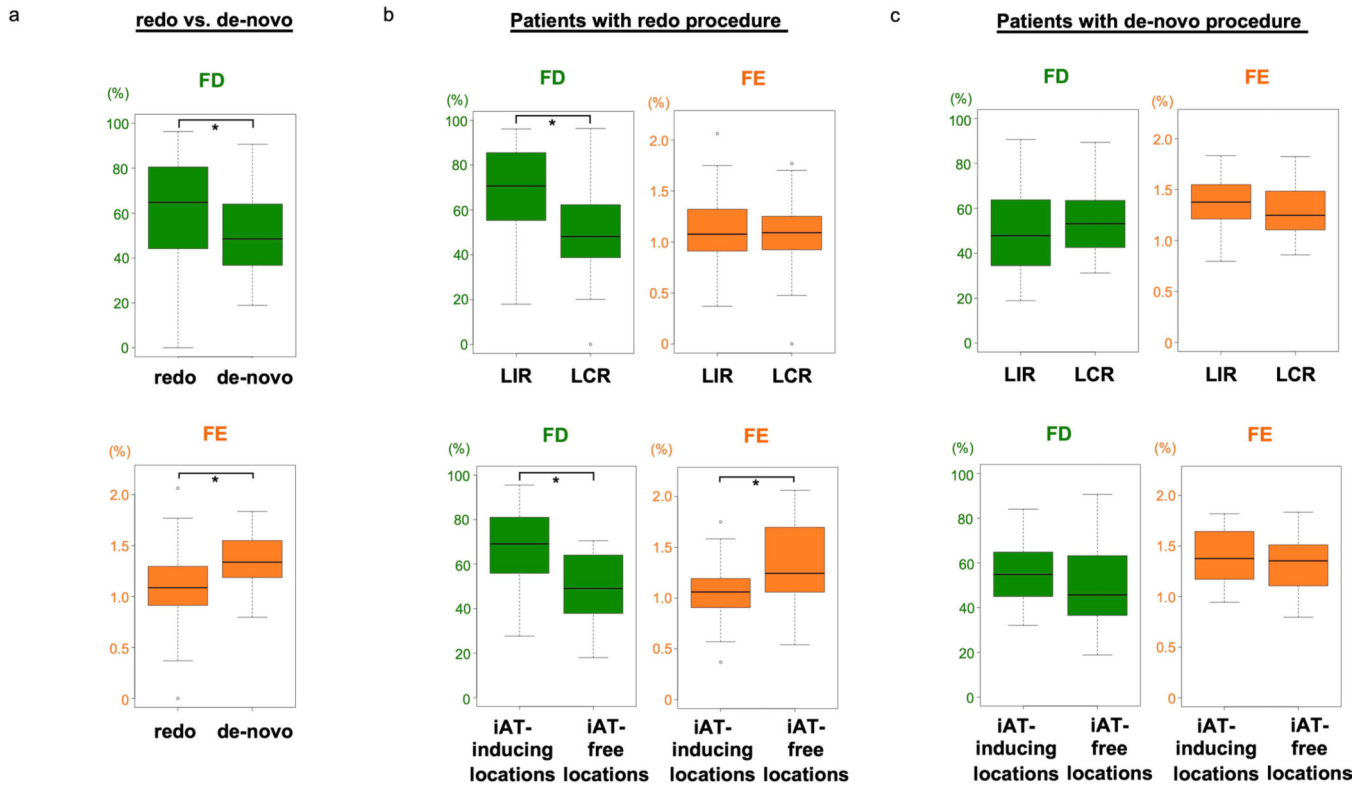 a
redo vs. de-novo
b
Patients with redo procedure
c
Patients with de-novo procedure
FD
(%)
100
80
60
40
20
0
*
redo de-novo
FD
(%)
100
80
60
40
20
0
*
LIR LCR
FE
(%)
2.0
1.5
1.0
0.5
0
LIR LCR
FD
(%)
100
80
60
40
20
0
LIR LCR
FE
(%)
2.0
1.5
1.0
0.5
0
LIR LCR
FE
(%)
2.0
1.5
1.0
0.5
0
*
redo de-novo
FD
(%)
100
80
60
40
20
0
*
iAT- iAT-
inducing free
locations locations
FE
(%)
2.0
1.5
1.0
0.5
0
*
iAT- iAT-
inducing free
locations locations
FD
(%)
100
80
60
40
20
0
iAT- iAT-
inducing free
locations locations
FE
(%)
2.0
1.5
1.0
0.5
0
iAT- iAT-
inducing free
locations locations